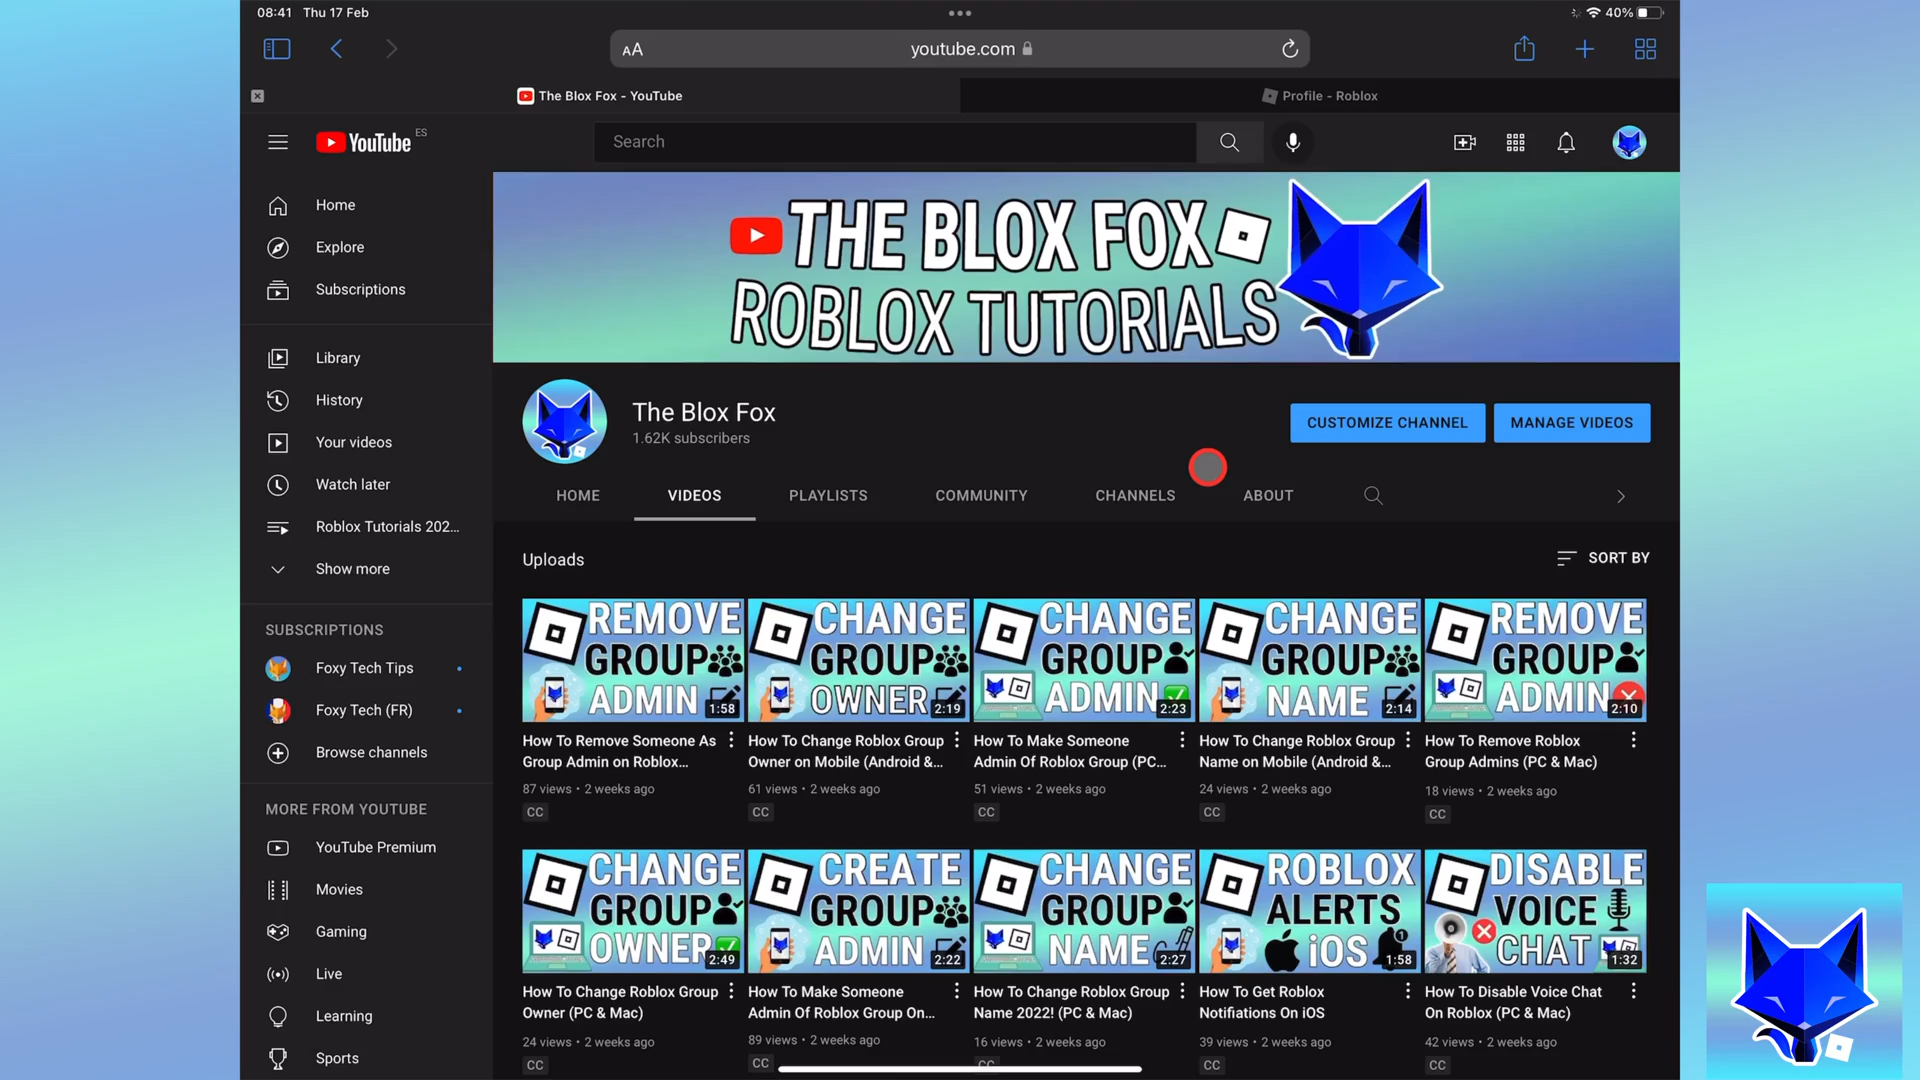 08:41 Thu 17 Feb
40%
AA
youtube.com
The Blox Fox - YouTube
Profile - Roblox
YouTube ES
Search
THE BLOX FOX
ROBLOX TUTORIALS
Home
Explore
Subscriptions
Library
History
Your videos
Watch later
Roblox Tutorials 202...
Show more
SUBSCRIPTIONS
Foxy Tech Tips
Foxy Tech (FR)
Browse channels
MORE FROM YOUTUBE
YouTube Premium
Movies
Gaming
Live
Learning
Sports
The Blox Fox
1.62K subscribers
CUSTOMIZE CHANNEL
MANAGE VIDEOS
HOME VIDEOS PLAYLISTS COMMUNITY CHANNELS ABOUT
Uploads
SORT BY
REMOVE
GROUP
ADMIN
1:58
How To Remove Someone As
Group Admin on Roblox...
87 views • 2 weeks ago
CC
CHANGE
GROUP
OWNER
2:19
How To Change Roblox Group
Owner on Mobile (Android &...
61 views • 2 weeks ago
CC
CHANGE
GROUP
ADMIN
2:23
How To Make Someone
Admin Of Roblox Group (PC...
51 views • 2 weeks ago
CC
CHANGE
GROUP
NAME
2:14
How To Change Roblox Group
Name on Mobile (Android &...
24 views • 2 weeks ago
CC
REMOVE
GROUP
ADMIN
2:10
How To Remove Roblox
Group Admins (PC & Mac)
18 views • 2 weeks ago
CC
CHANGE
GROUP
OWNER
2:49
How To Change Roblox Group
Owner (PC & Mac)
24 views • 2 weeks ago
CC
CREATE
GROUP
ADMIN
2:22
How To Make Someone
Admin Of Roblox Group On...
89 views • 2 weeks ago
CC
CHANGE
GROUP
NAME
2:27
How To Change Roblox Group
Name 2022! (PC & Mac)
16 views • 2 weeks ago
CC
ROBLOX
ALERTS
iOS
1
1:58
How To Get Roblox
Notifiations On iOS
39 views • 2 weeks ago
CC
DISABLE
VOICE
CHAT
1:32
How To Disable Voice Chat
On Roblox (PC & Mac)
42 views • 2 weeks ago
CC